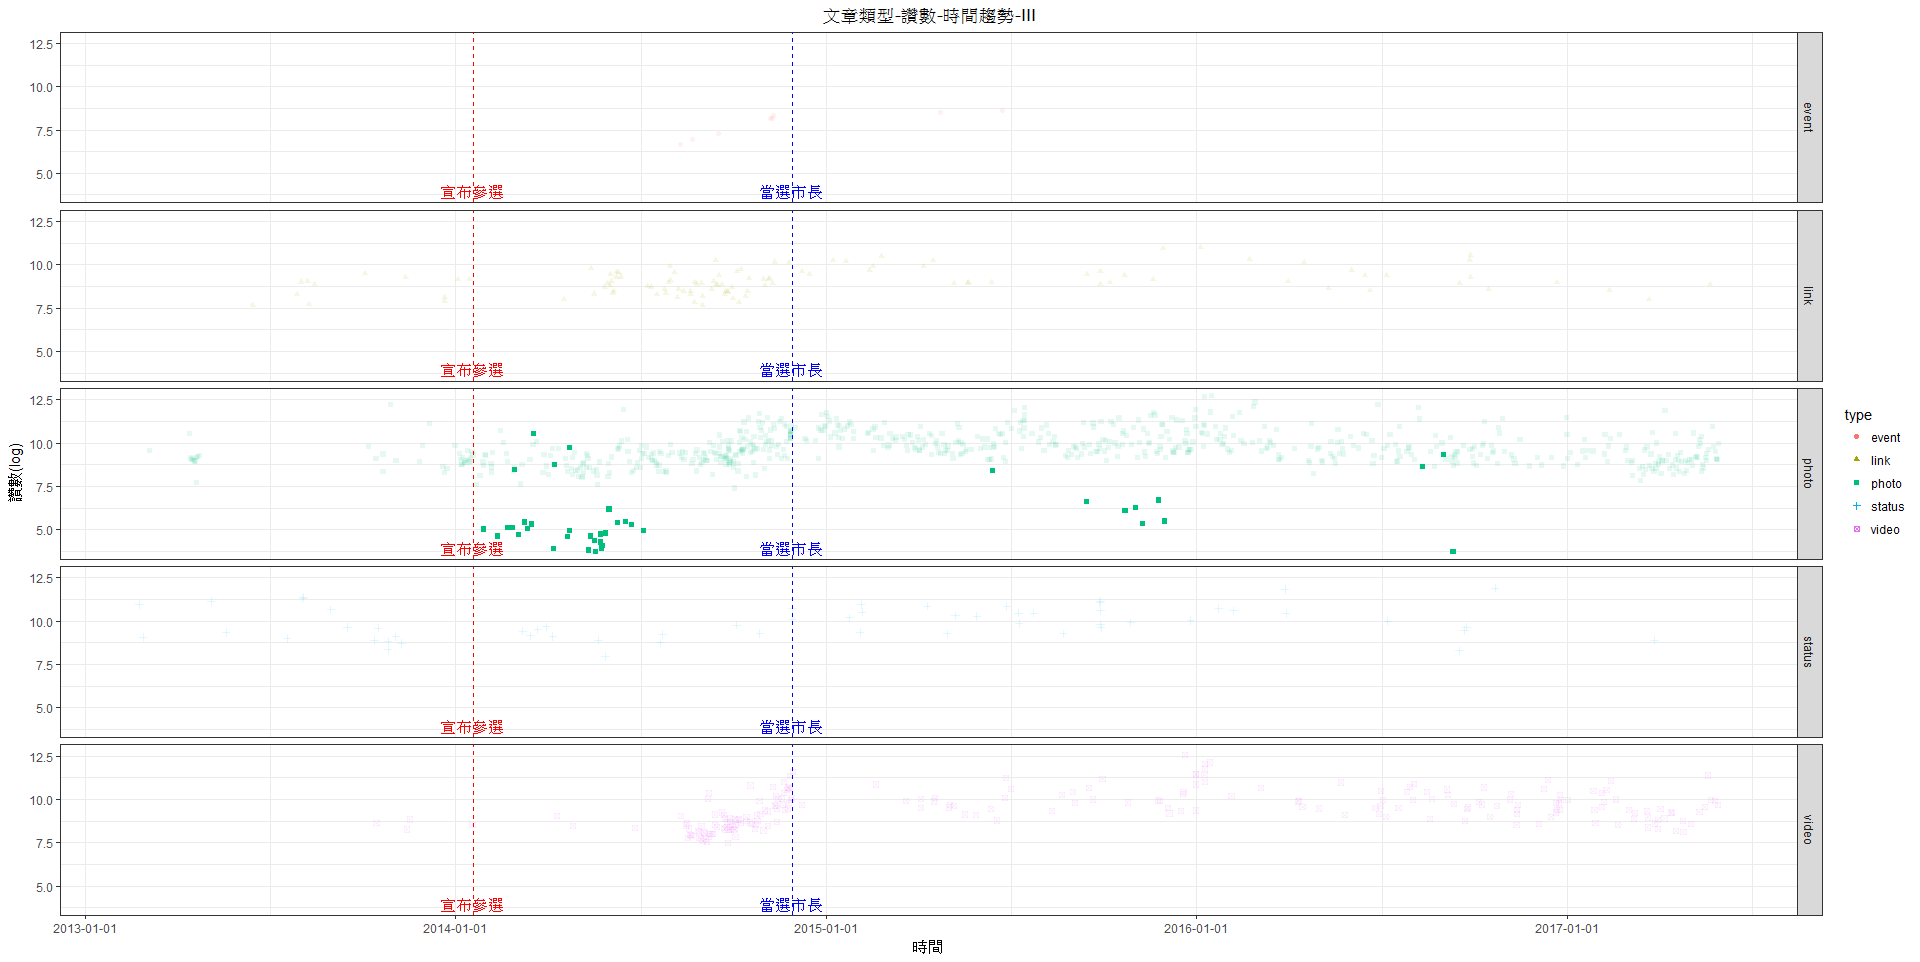 文章類型-讚數-時間趨勢-III
12.5
10.0
7.5
5.0
宣布參選
當選市長
event
12.5
10.0
7.5
5.0
宣布參選
當選市長
link
讚數(log)
12.5
10.0
7.5
5.0
宣布參選
當選市長
photo
12.5
10.0
7.5
5.0
宣布參選
當選市長
status
12.5
10.0
7.5
5.0
宣布參選
當選市長
video
2013-01-01
2014-01-01
2015-01-01
2016-01-01
2017-01-01
時間
type
event
link
photo
status
video